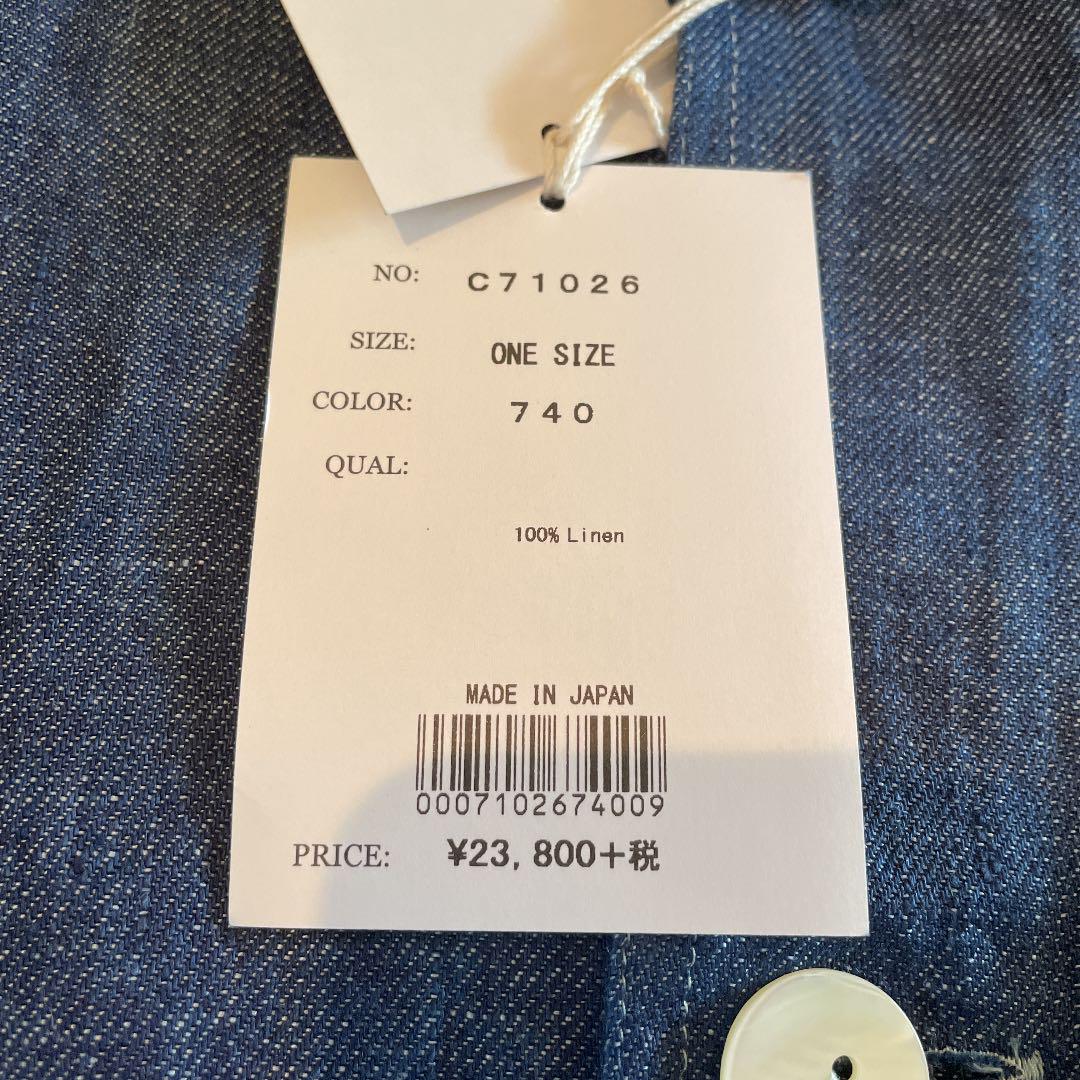 NO: C71026
SIZE: ONE SIZE
COLOR: 740
QUAL:
100% Linen
MADE IN JAPAN
0007102674009
PRICE: ¥23,800+税